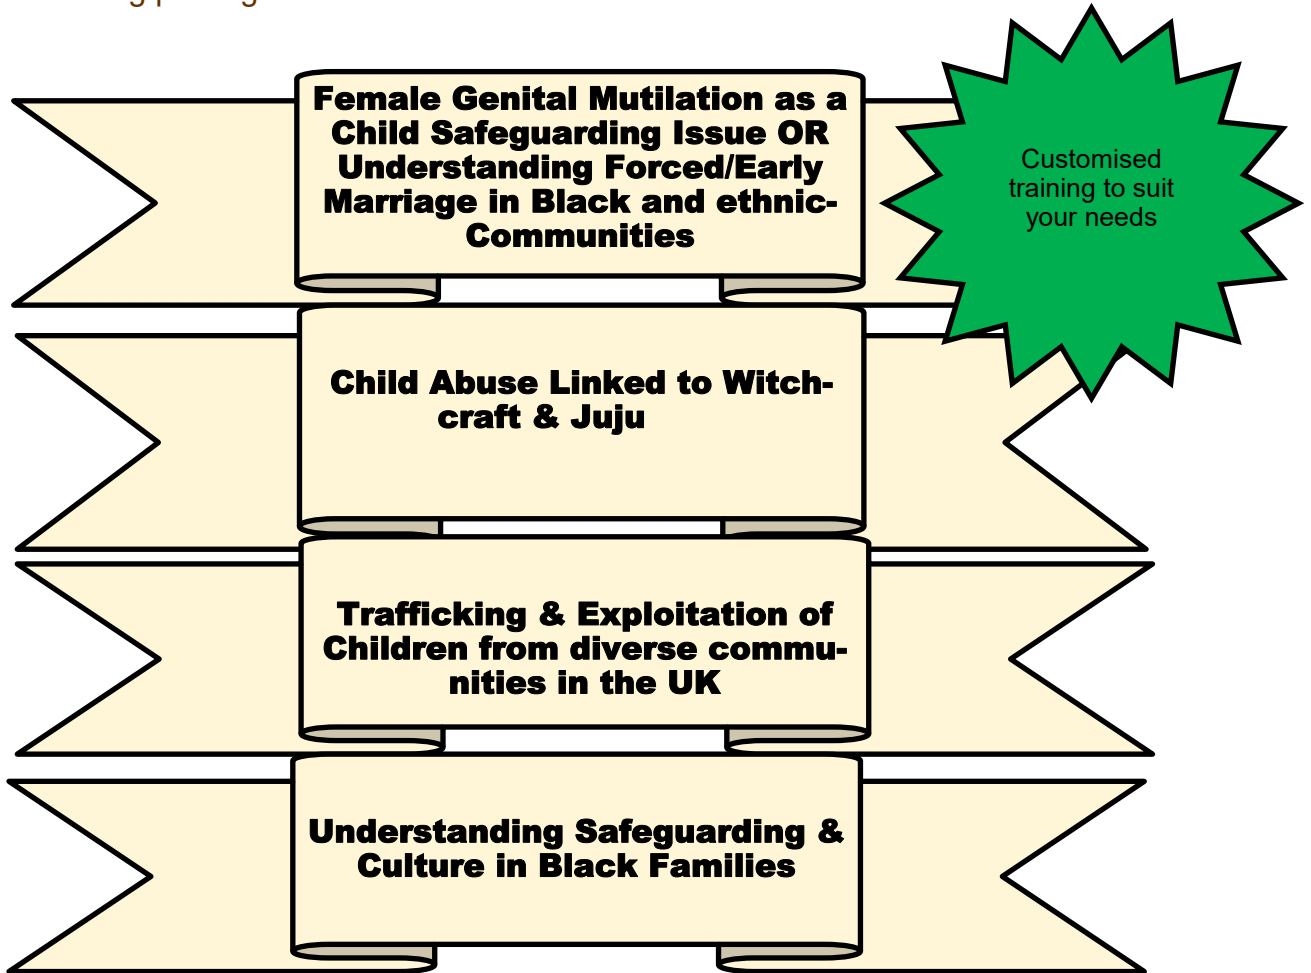 Female Genital Mutilation as a
Child Safeguarding Issue OR
Understanding Forced/Early
Marriage in Black and ethnic-
Communities
Customised
training to suit
your needs
Child Abuse Linked to Witch-
craft & Juju
Trafficking & Exploitation of
Children from diverse commu-
nities in the UK
Understanding Safeguarding &
Culture in Black Families